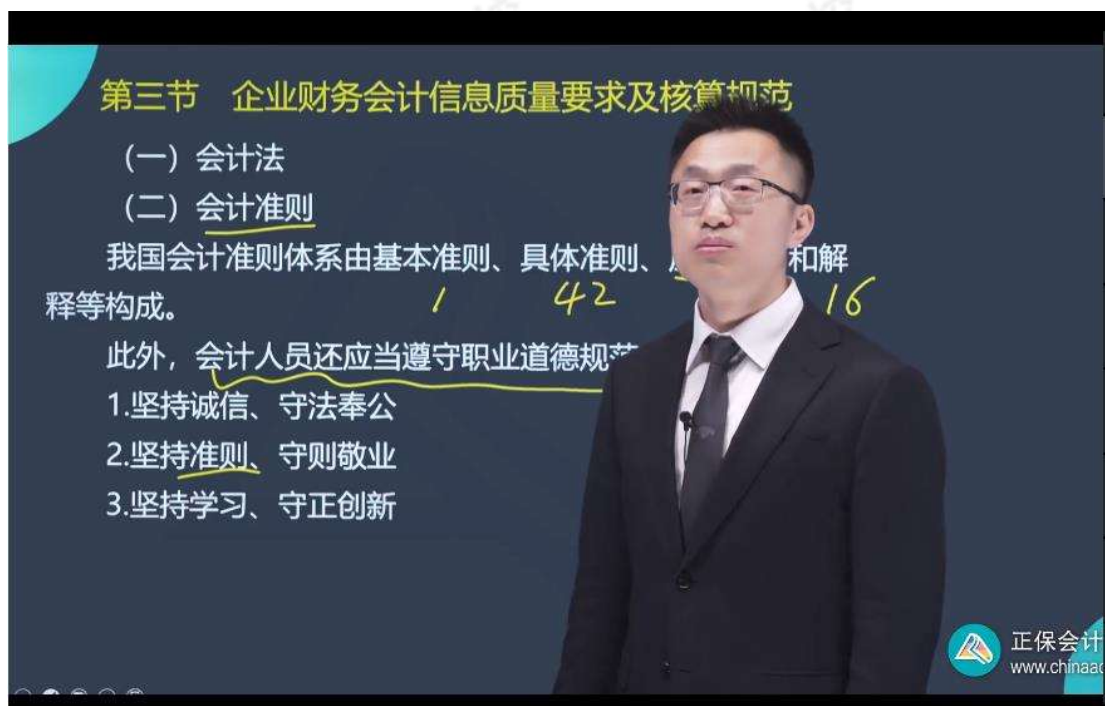 第三节 企业财务会计信息质量要求及核算规范
（一）会计法
（二）会计准则
我国会计准则体系由基本准则、具体准则、 和解
释等构成。
1 42 16
此外，会计人员还应当遵守职业道德规范
1.坚持诚信、守法奉公
2.坚持准则、守则敬业
3.坚持学习、守正创新
正保会计
www.chinaac